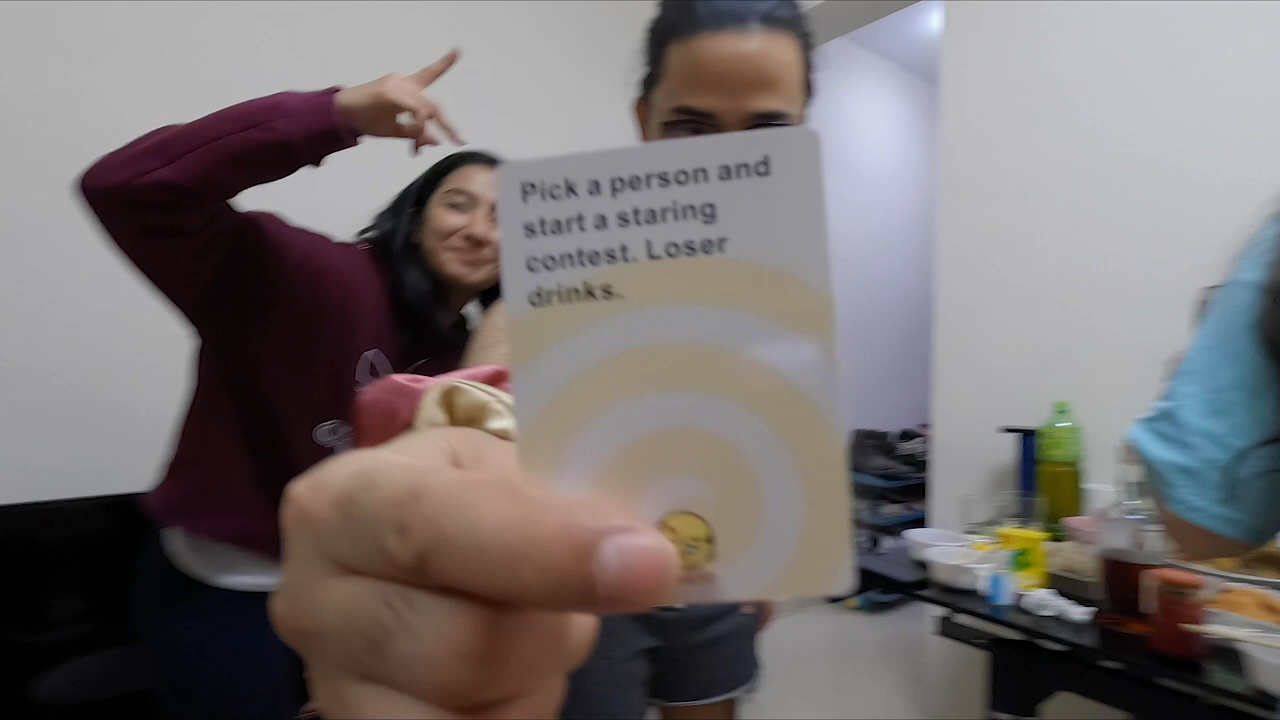 Pick a person and
start a staring
contest. Loser
drinks.